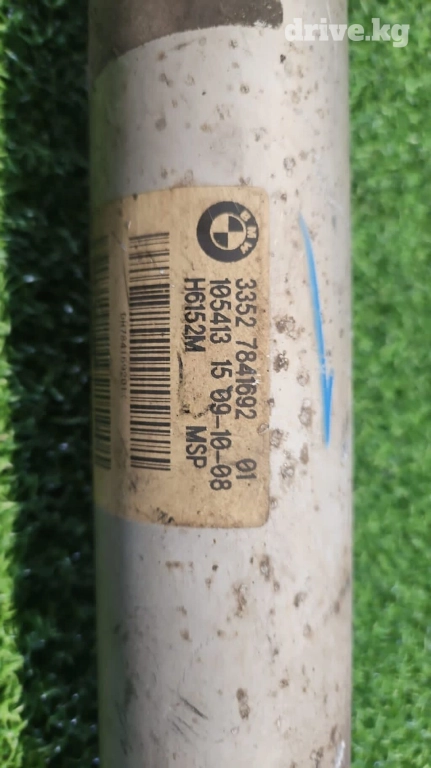 drive.kg
BMW
3352 7841692 01
105413 15 09-10-08
H6152M MSP